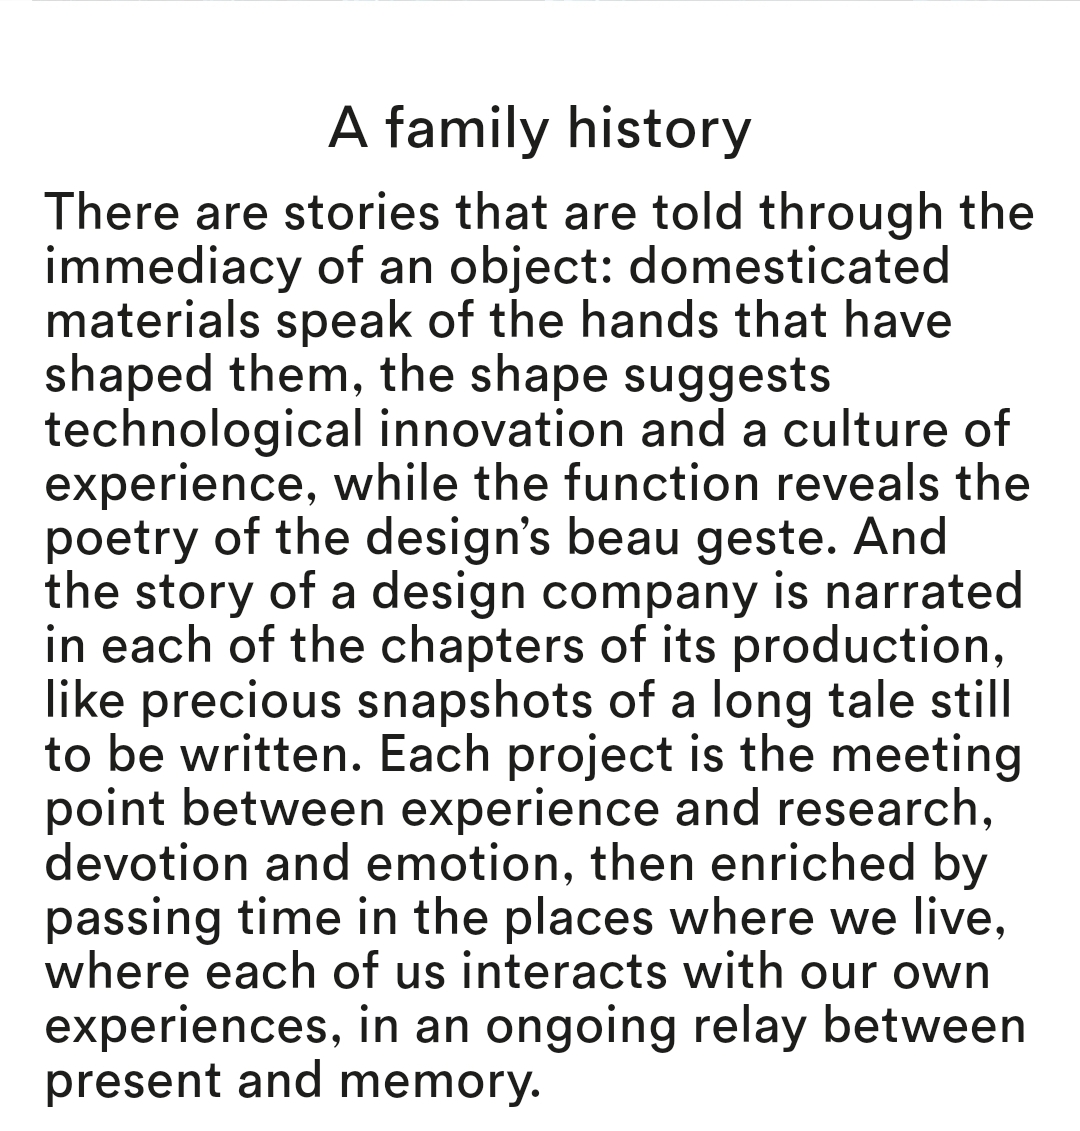 A family history
There are stories that are told through the
immediacy of an object: domesticated
materials speak of the hands that have
shaped them, the shape suggests
technological innovation and a culture of
experience, while the function reveals the
poetry of the design’s beau geste. And
the story of a design company is narrated
in each of the chapters of its production,
like precious snapshots of a long tale still
to be written. Each project is the meeting
point between experience and research,
devotion and emotion, then enriched by
passing time in the places where we live,
where each of us interacts with our own
experiences, in an ongoing relay between
present and memory.